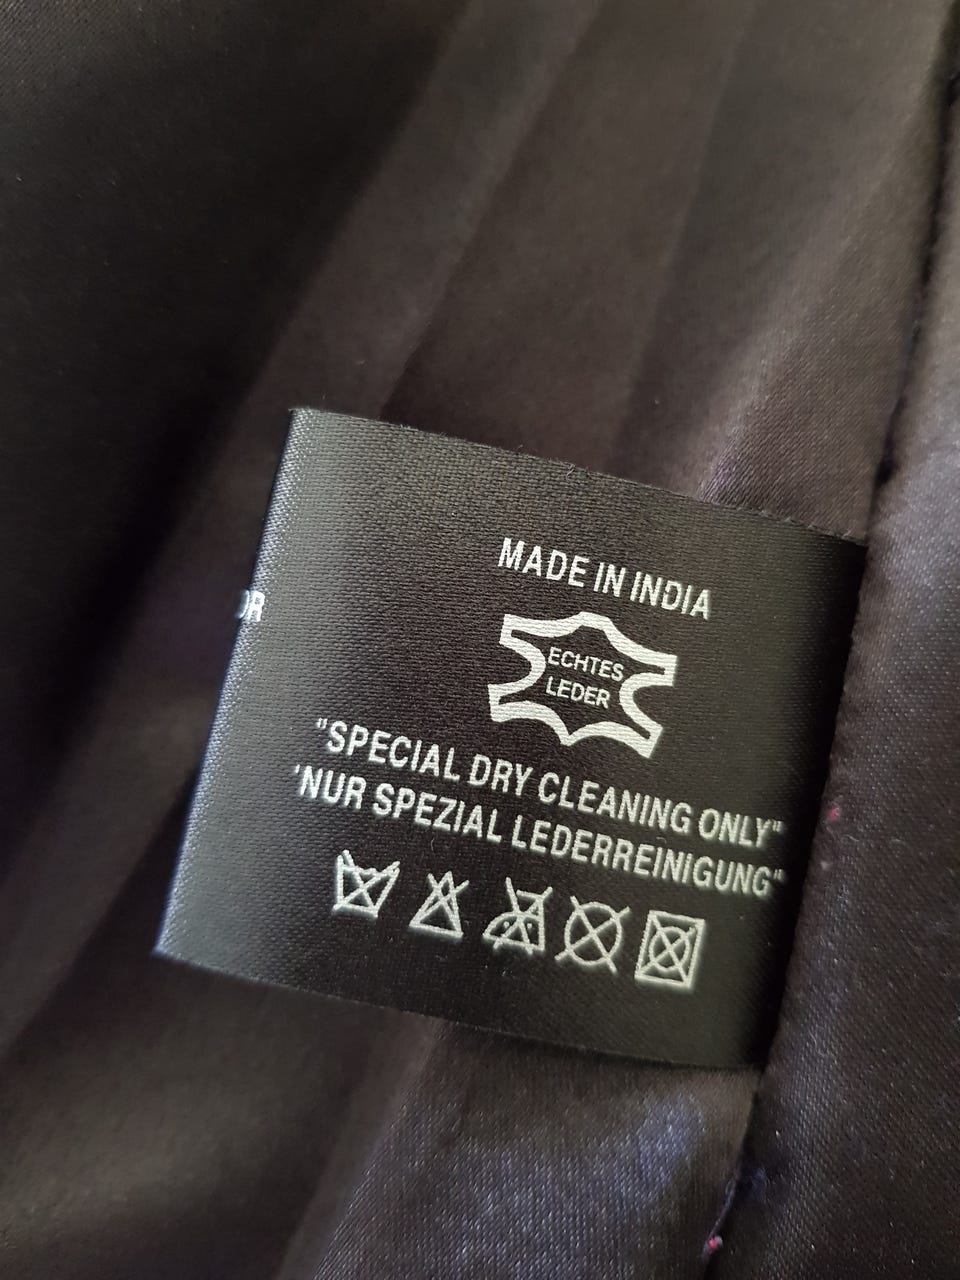 MADE IN INDIA
ECHTES
LEDER
"SPECIAL DRY CLEANING ONLY"
'NUR SPEZIAL LEDERREINIGUNG"